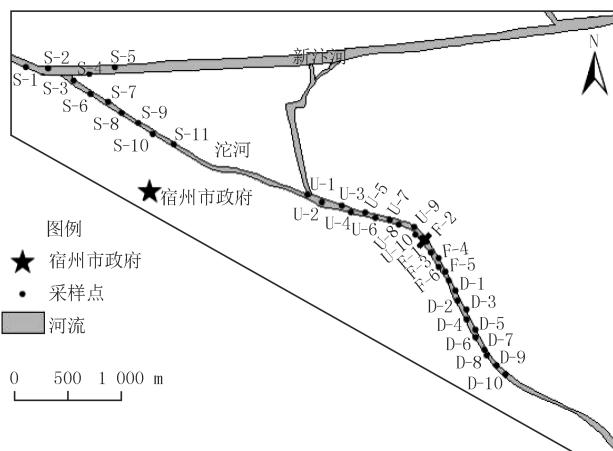 S-1
S-2
S-3
S-4
S-5
S-6
S-7
S-8
S-9
S-10
S-11
新汴河
N
沱河
宿州市政府
U-1
U-2
U-3
U-4
U-5
U-6
U-7
U-8
U-9
U-10
F-1
F-2
F-3
F-4
F-5
F-6
D-1
D-2
D-3
D-4
D-5
D-6
D-7
D-8
D-9
D-10
图例
宿州市政府
采样点
河流
0 500 1 000 m